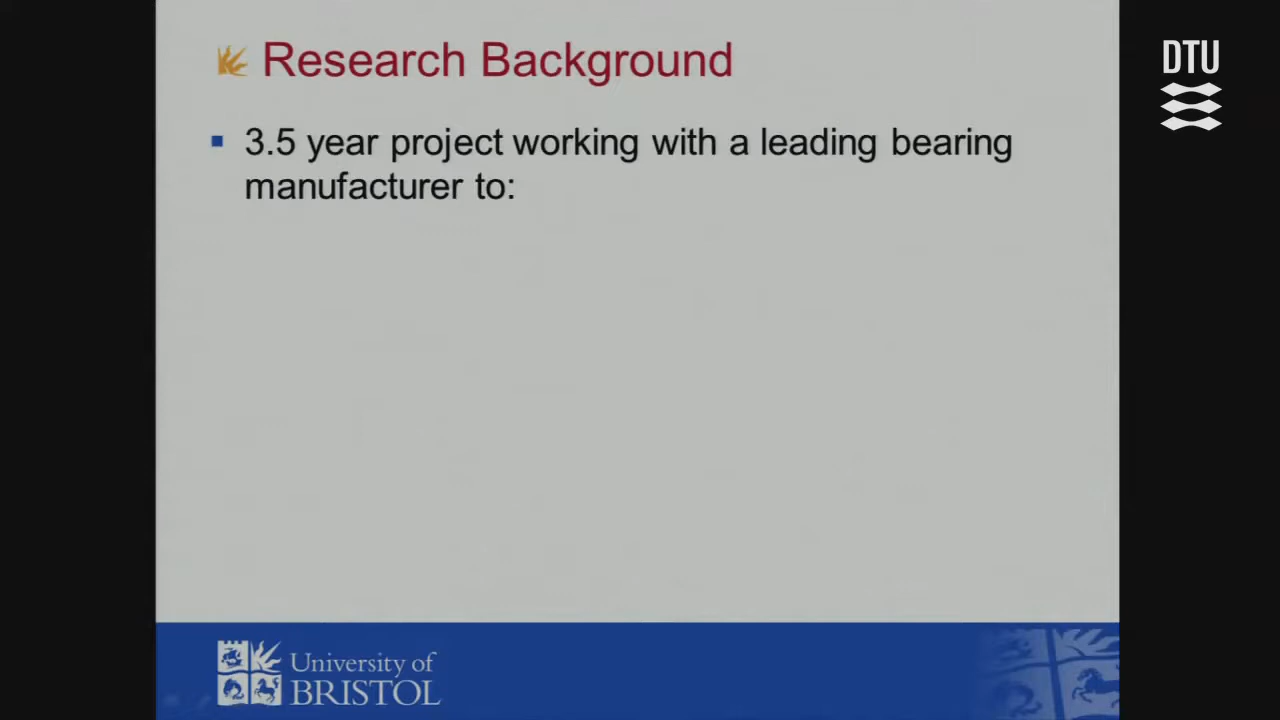 Research Background
DTU
3.5 year project working with a leading bearing
manufacturer to:
University of
BRISTOL